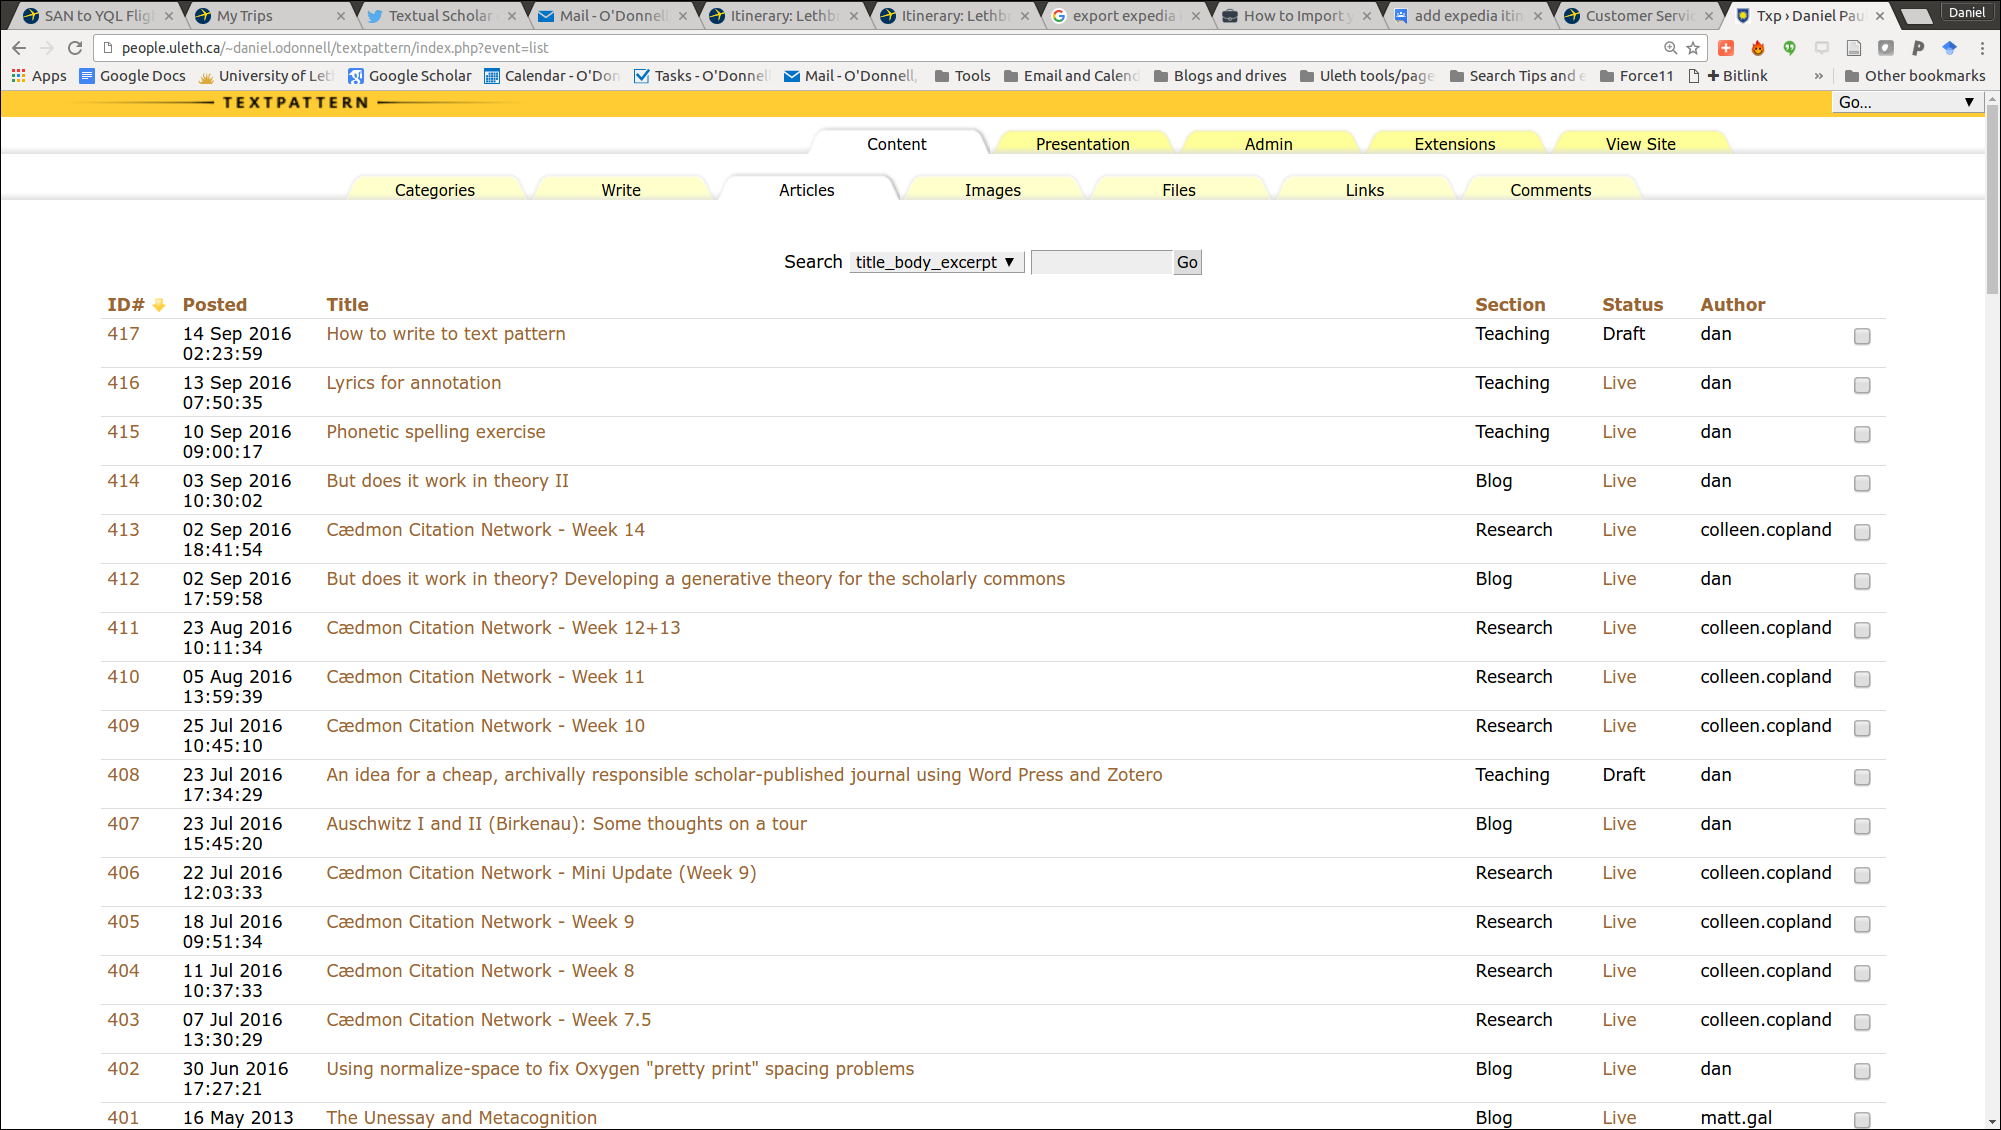 SAN to YQL Fligh
My Trips
Textual Scholar
Mail - O'Donnell
Itinerary: Lethbr
Itinerary: Lethbr
export expedia i
How to Import y
add expedia itin
Customer Servic
Txp › Daniel Pau
Daniel
people.uleth.ca/~daniel.odonnell/textpattern/index.php?event=list
Apps
Google Docs
University of Let
Google Scholar
Calendar - O'Don
Tasks - O'Donnell
Mail - O'Donnell,
Tools
Email and Calend
Blogs and drives
Uleth tools/page
Search Tips and e
Force11
+ Bitlink
»
Other bookmarks
TEXTPATTERN
Go...
Content
Presentation
Admin
Extensions
View Site
Categories
Write
Articles
Images
Files
Links
Comments
Search title_body_excerpt Go
ID# Posted Title Section Status Author
417 14 Sep 2016 How to write to text pattern Teaching Draft dan
02:23:59
416 13 Sep 2016 Lyrics for annotation Teaching Live dan
07:50:35
415 10 Sep 2016 Phonetic spelling exercise Teaching Live dan
09:00:17
414 03 Sep 2016 But does it work in theory II Blog Live dan
10:30:02
413 02 Sep 2016 Cædmon Citation Network - Week 14 Research Live colleen.copland
18:41:54
412 02 Sep 2016 But does it work in theory? Developing a generative theory for the scholarly commons Blog Live dan
17:59:58
411 23 Aug 2016 Cædmon Citation Network - Week 12+13 Research Live colleen.copland
10:11:34
410 05 Aug 2016 Cædmon Citation Network - Week 11 Research Live colleen.copland
13:59:39
409 25 Jul 2016 Cædmon Citation Network - Week 10 Research Live colleen.copland
10:45:10
408 23 Jul 2016 An idea for a cheap, archivally responsible scholar-published journal using Word Press and Zotero Teaching Draft dan
17:34:29
407 23 Jul 2016 Auschwitz I and II (Birkenau): Some thoughts on a tour Blog Live dan
15:45:20
406 22 Jul 2016 Cædmon Citation Network - Mini Update (Week 9) Research Live colleen.copland
12:03:33
405 18 Jul 2016 Cædmon Citation Network - Week 9 Research Live colleen.copland
09:51:34
404 11 Jul 2016 Cædmon Citation Network - Week 8 Research Live colleen.copland
10:37:33
403 07 Jul 2016 Cædmon Citation Network - Week 7.5 Research Live colleen.copland
13:30:29
402 30 Jun 2016 Using normalize-space to fix Oxygen "pretty print" spacing problems Blog Live dan
17:27:21
401 16 May 2013 The Unessay and Metacognition Blog Live matt.gal